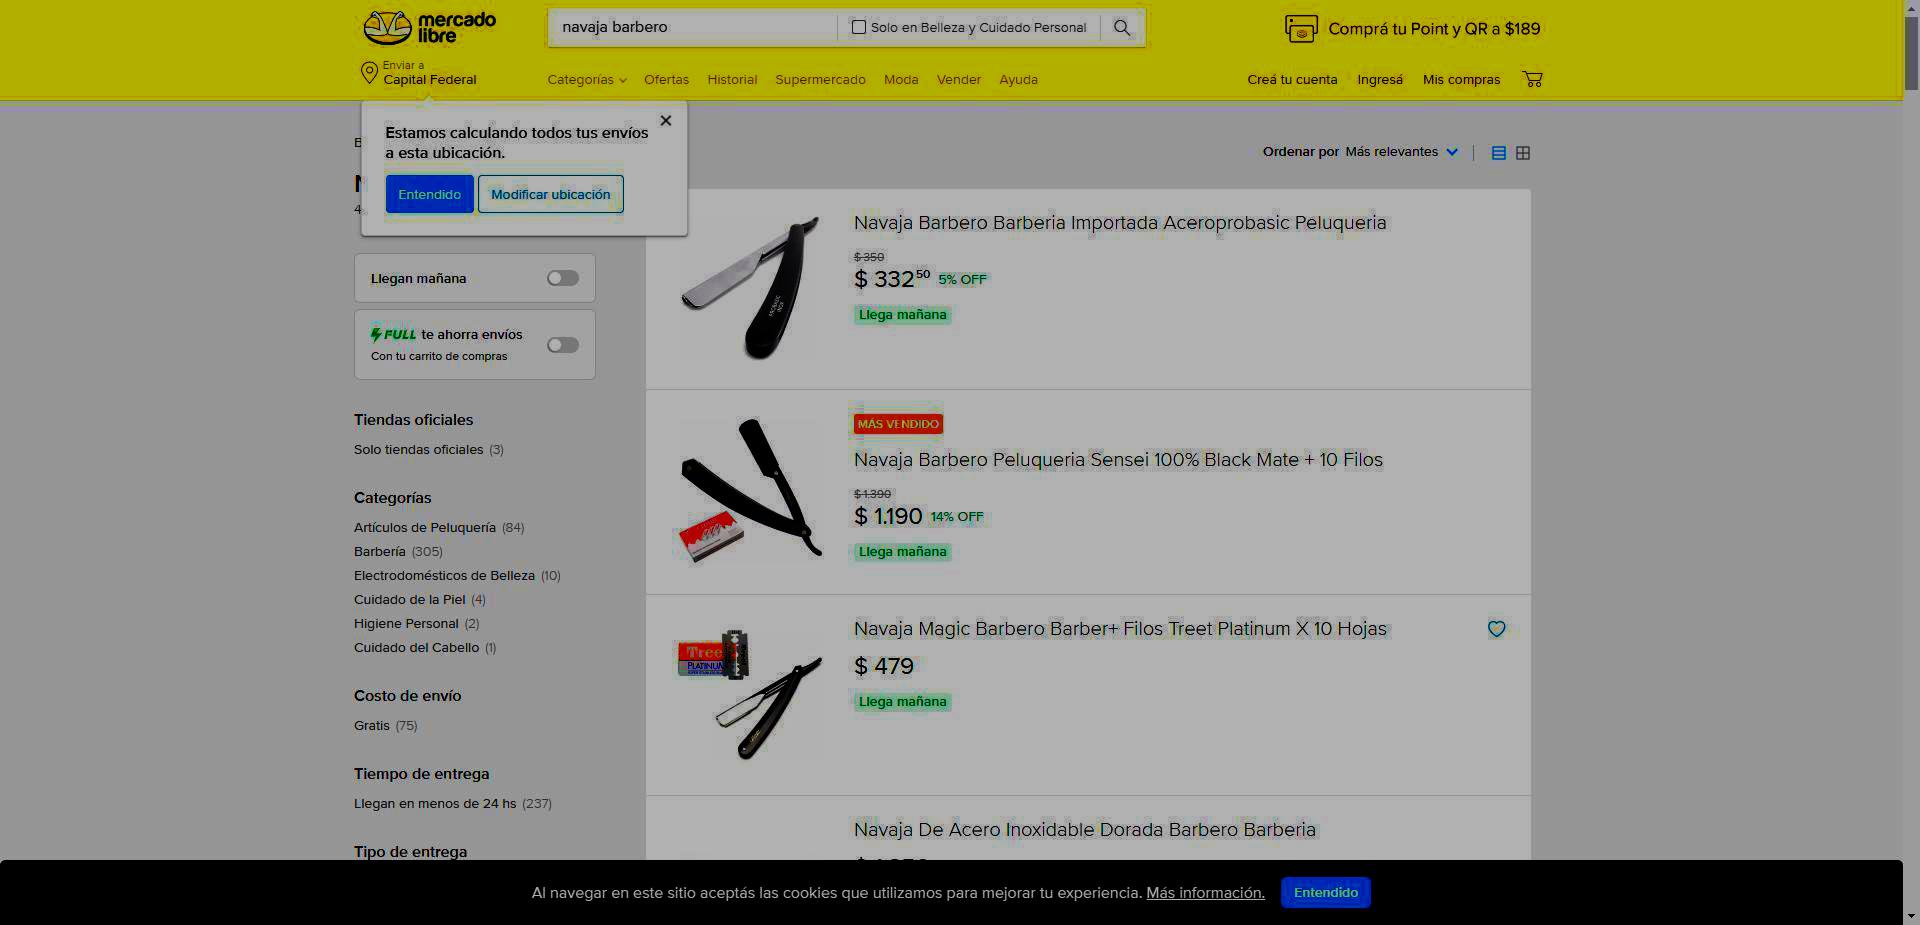 mercado
libre
navaja barbero
Solo en Belleza y Cuidado Personal
Comprá tu Point y QR a $189
Enviar a
Capital Federal
Categorías
Ofertas
Historial
Supermercado
Moda
Vender
Ayuda
Creá tu cuenta
Ingresá
Mis compras
Estamos calculando todos tus envíos
a esta ubicación.
Entendido
Modificar ubicación
Ordenar por Más relevantes
Llegan mañana
FULL te ahorra envíos
Con tu carrito de compras
Tiendas oficiales
Solo tiendas oficiales (3)
Categorías
Artículos de Peluquería (84)
Barbería (305)
Electrodomésticos de Belleza (10)
Cuidado de la Piel (4)
Higiene Personal (2)
Cuidado del Cabello (1)
Costo de envío
Gratis (75)
Tiempo de entrega
Llegan en menos de 24 hs (237)
Tipo de entrega
Navaja Barbero Barberia Importada Aceroprobasic Peluqueria
$ 350
$ 332 50 5% OFF
Llega mañana
MÁS VENDIDO
Navaja Barbero Peluqueria Sensei 100% Black Mate + 10 Filos
$ 1.390
$ 1.190 14% OFF
Llega mañana
Navaja Magic Barbero Barber+ Filos Treet Platinum X 10 Hojas
$ 479
Llega mañana
Treet
PLATINUM
Navaja De Acero Inoxidable Dorada Barbero Barberia
Al navegar en este sitio aceptás las cookies que utilizamos para mejorar tu experiencia. Más información.
Entendido